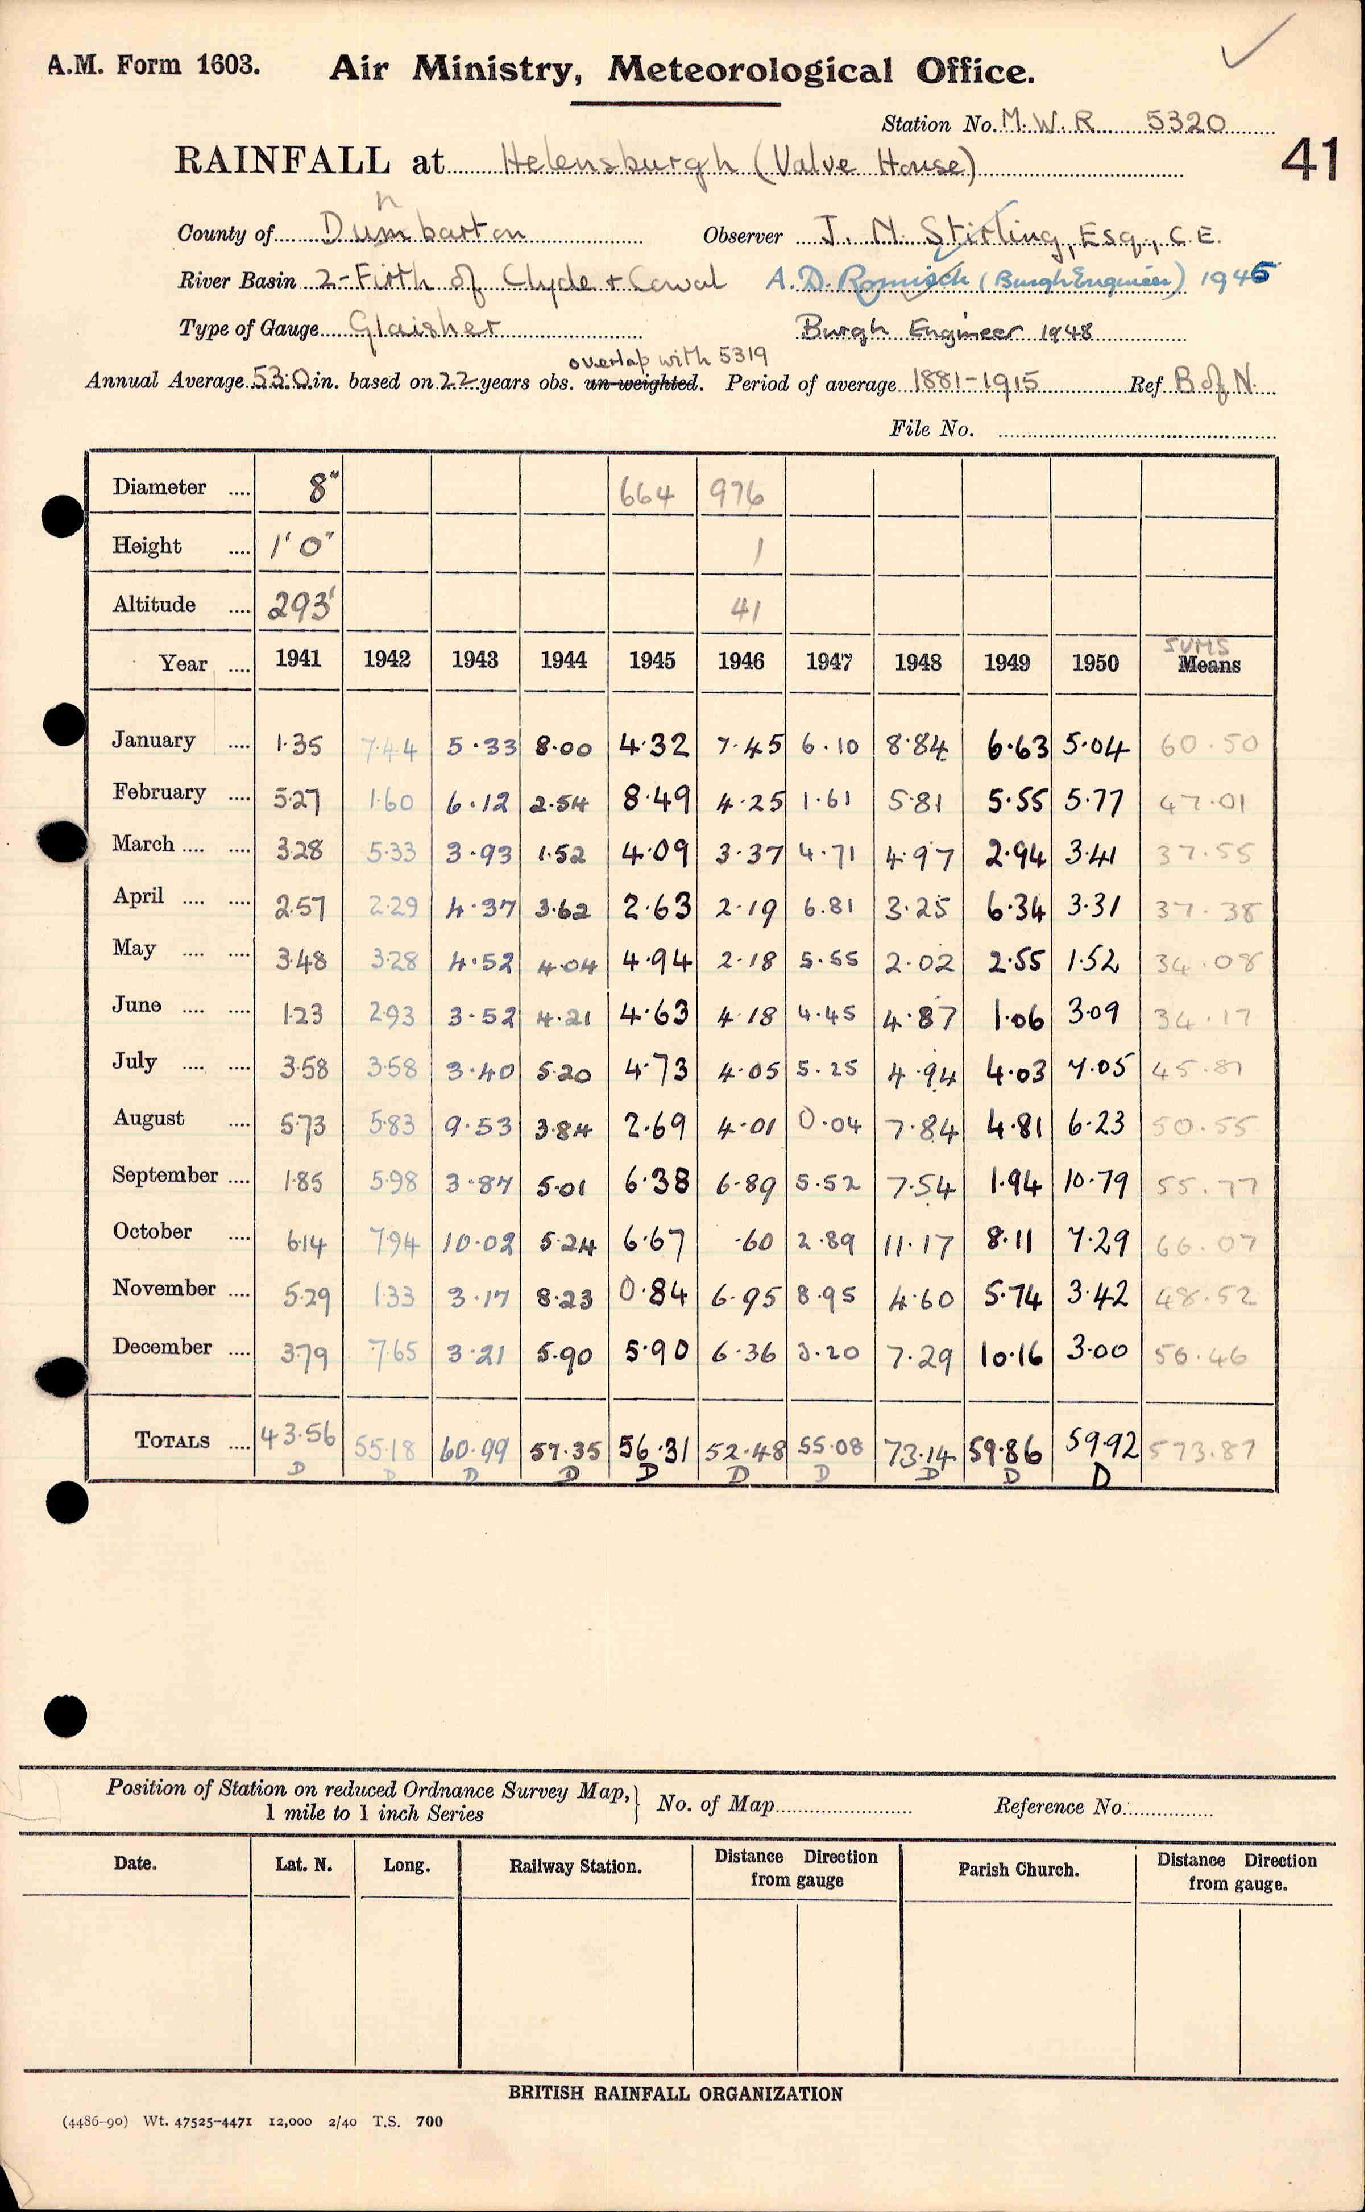 A.M. Form 1603. Air Ministry, Meteorological Office.
Station No. M.W.R 5320
RAINFALL at Helensburgh (Valve House) 41
n
County of Dumbarton Observer J. N. Stirling, Esq., C.E.
River Basin 2-Firth of Clyde + Cowal A.D. (Burgh Engineer) 1945
Type of Gauge Glaisher Burgh Engineer 1948
overlap with 5319
Annual Average 53.0 in. based on 22 years obs. un-weighted. Period of average 1881-1915 Ref B of N.
File No.
Diameter .... 8" 664 976
Height .... 1' 0" 1
Altitude .... 293' 41
SUMS
Year .... 1941 1942 1943 1944 1945 1946 1947 1948 1949 1950 Means
January .... 1.35 7.44 5.33 8.00 4.32 7.45 6.10 8.84 6.63 5.04 60.50
February .... 5.27 1.60 6.12 2.54 8.49 4.25 1.61 5.81 5.55 5.77 47.01
March .... .... 3.28 5.33 3.93 1.52 4.09 3.37 4.71 4.97 2.94 3.41 37.55
April .... .... 2.57 2.29 4.37 3.62 2.63 2.19 6.81 3.25 6.34 3.31 37.38
May .... .... 3.48 3.28 4.52 4.04 4.94 2.18 5.55 2.02 2.55 1.52 34.08
June .... .... 1.23 2.93 3.52 4.21 4.63 4.18 4.45 4.87 1.06 3.09 34.17
July .... .... 3.58 3.58 3.40 5.20 4.73 4.05 5.25 4.94 4.03 7.05 45.81
August .... 5.73 5.83 9.53 3.84 2.69 4.01 0.04 7.84 4.81 6.23 50.55
September .... 1.85 5.98 3.87 5.01 6.38 6.89 5.52 7.54 1.94 10.79 55.77
October .... 6.14 7.94 10.02 5.24 6.67 .60 2.89 11.17 8.11 7.29 66.07
November .... 5.29 1.33 3.17 8.23 0.84 6.95 8.95 4.60 5.74 3.42 48.52
December .... 3.79 7.65 3.21 5.90 5.90 6.36 3.20 7.29 10.16 3.00 56.46
TOTALS .... 43.56 55.18 60.99 57.35 56.31 52.48 55.08 73.14 59.86 59.92 573.87
D D D D D D D D D D
Position of Station on reduced Ordnance Survey Map,
1 mile to 1 inch Series
No. of Map Reference No.
Date. Lat. N. Long. Railway Station. Distance Direction from gauge Parish Church. Distance Direction from gauge.
BRITISH RAINFALL ORGANIZATION
(4486-90) Wt. 47525-4471 12,000 2/40 T.S. 700